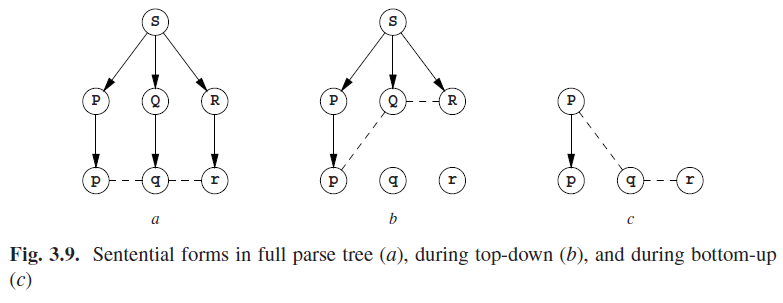 S S
P Q R P Q R P
p q r p q r p q r
a b c
Fig. 3.9. Sentential forms in full parse tree (a), during top-down (b), and during bottom-up
(c)